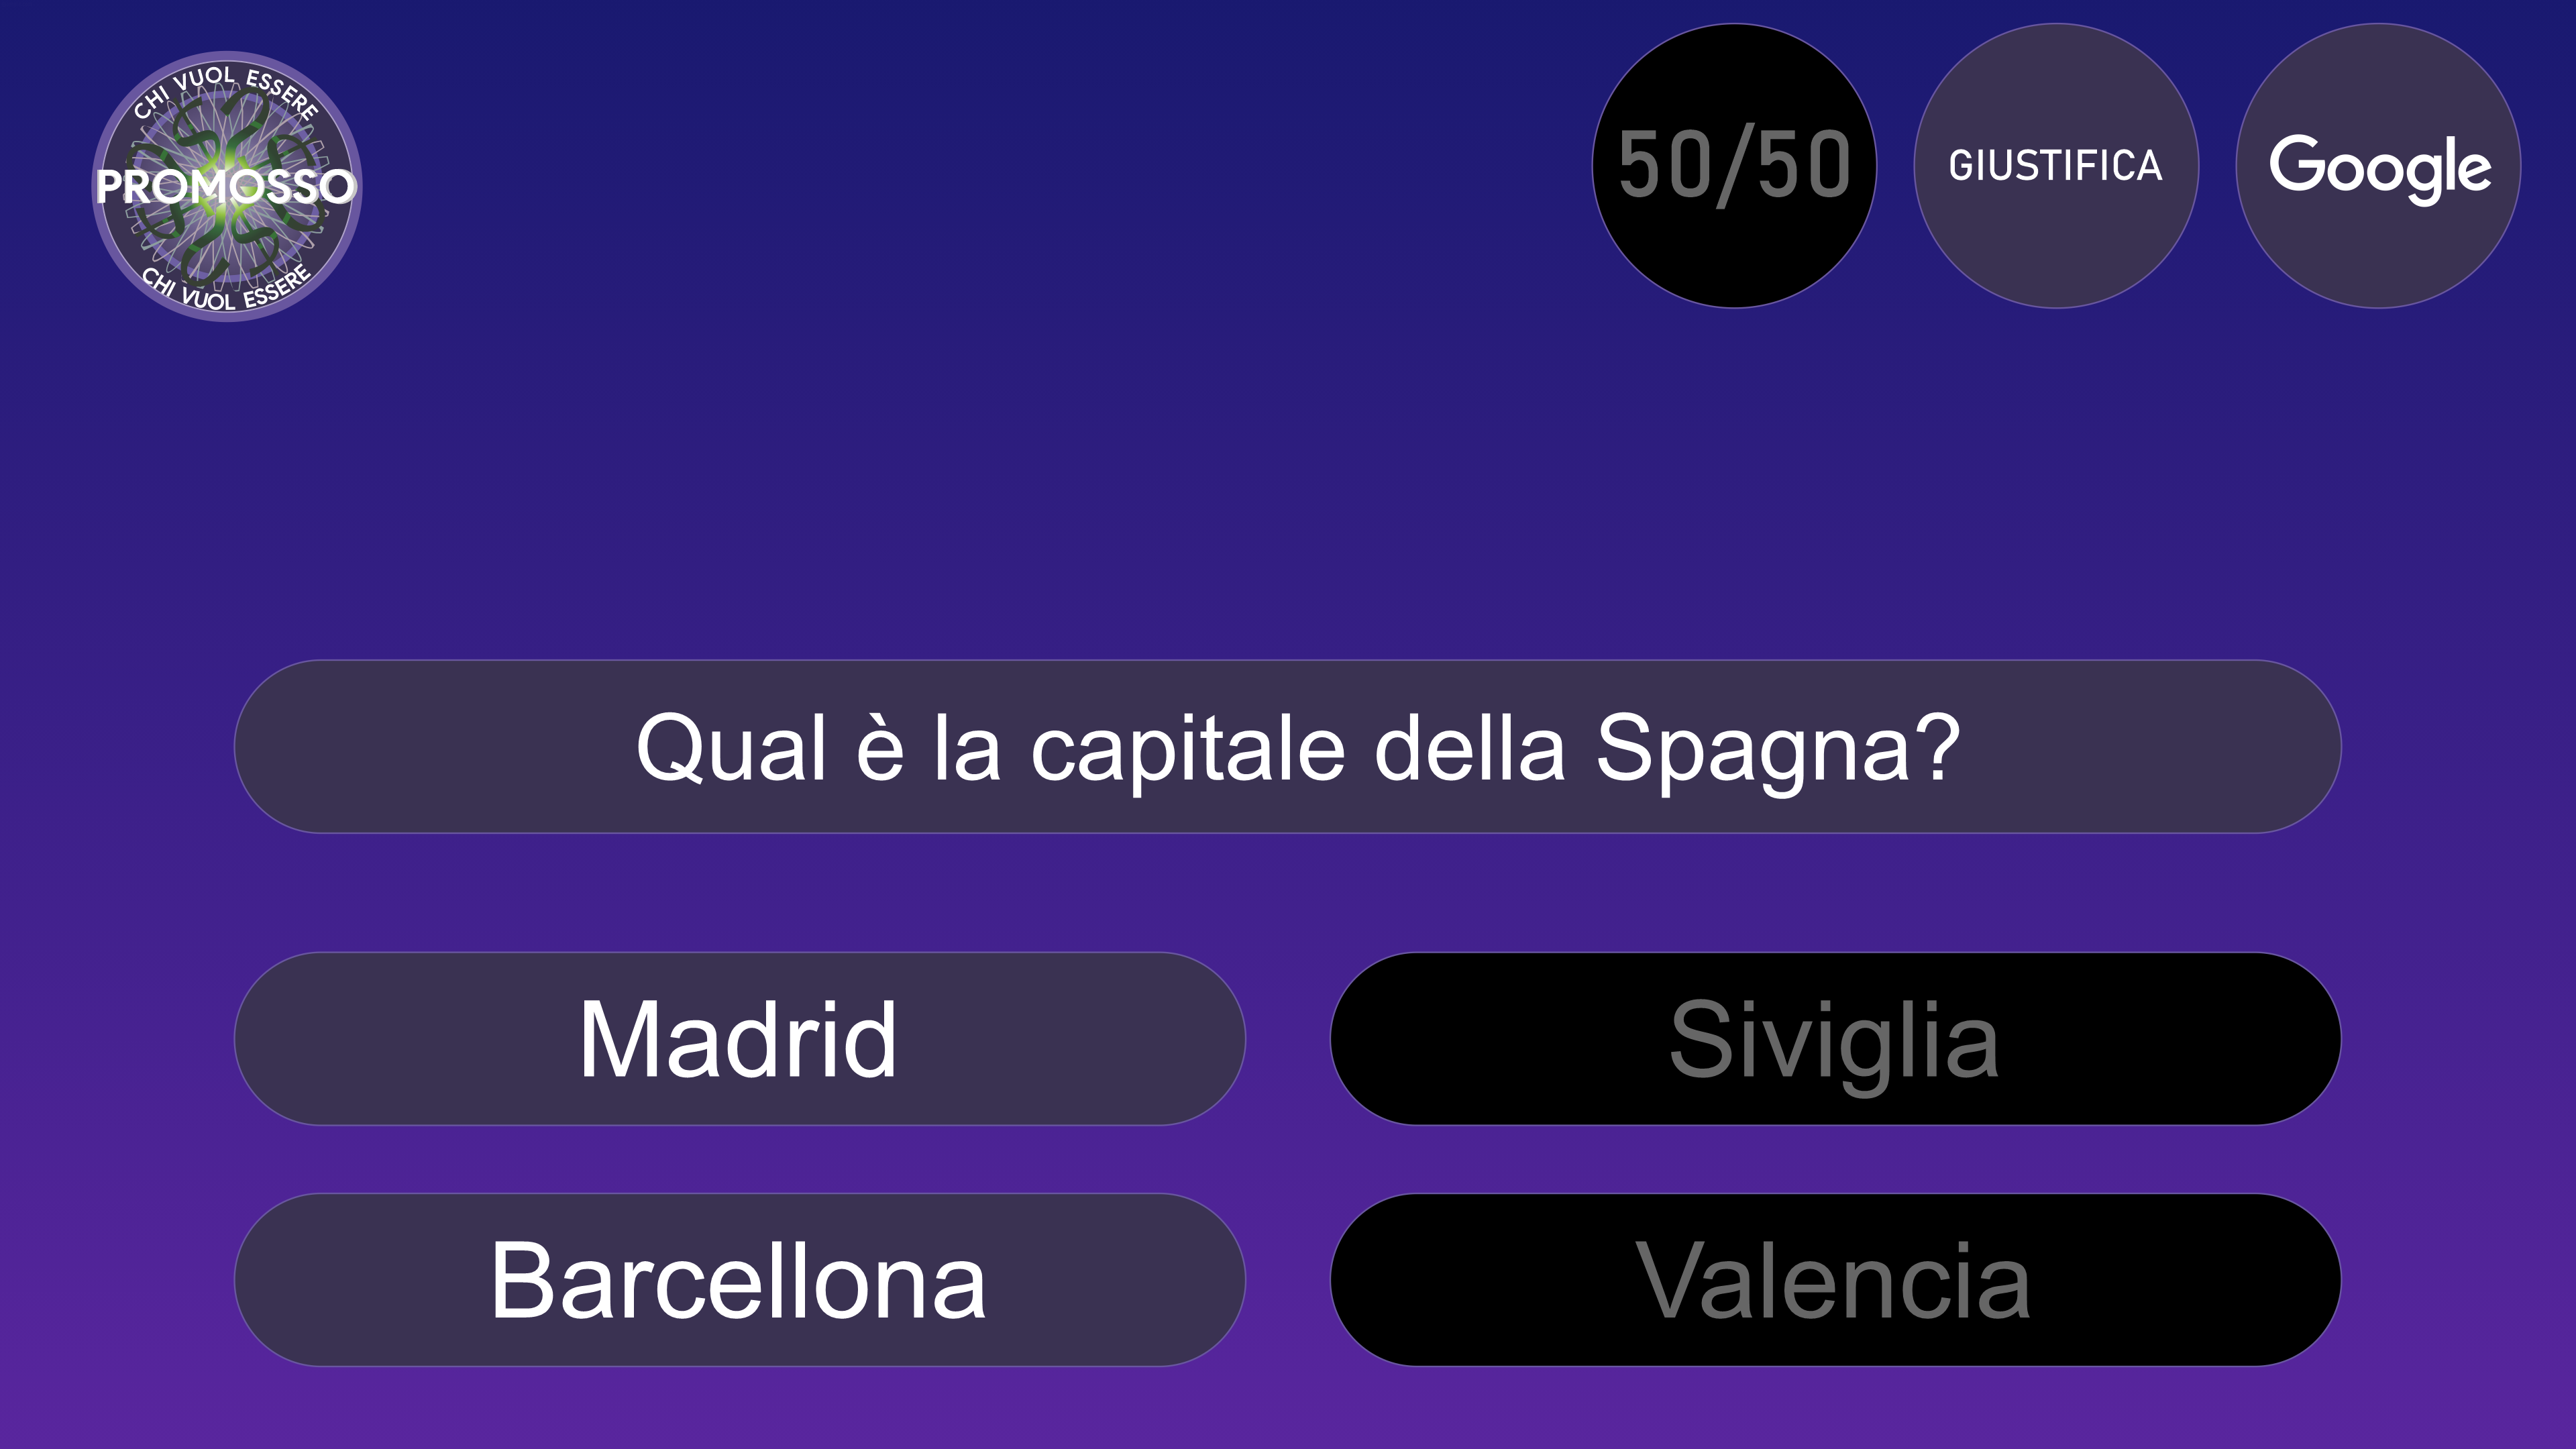 CHI VUOL ESSERE
PROMOSSO
CHI VUOL ESSERE
50/50
GIUSTIFICA
Google
Qual è la capitale della Spagna?
Madrid
Siviglia
Barcellona
Valencia